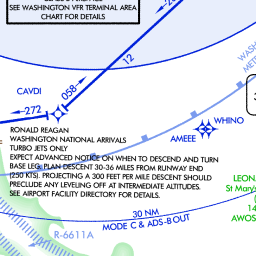 SEE WASHINGTON VFR TERMINAL AREA
CHART FOR DETAILS
12
CAVDI
058
272
WHINO
AMEEE
RONALD REAGAN
WASHINGTON NATIONAL ARRIVALS
TURBO JETS ONLY
EXPECT ADVANCED NOTICE ON WHEN TO DESCEND AND TURN
BASE LEG. PLAN DESCENT 30-36 MILES FROM RUNWAY END
(250 KTS). PROJECTING A 300 FEET PER MILE DESCENT SHOULD
PRECLUDE ANY LEVELING OFF AT INTERMEDIATE ALTITUDES.
SEE AIRPORT FACILITY DIRECTORY FOR DETAILS.
LEON
St Mary
14
AWOS
30 NM
MODE C & ADS-B OUT
R-6611A
WASH
MET